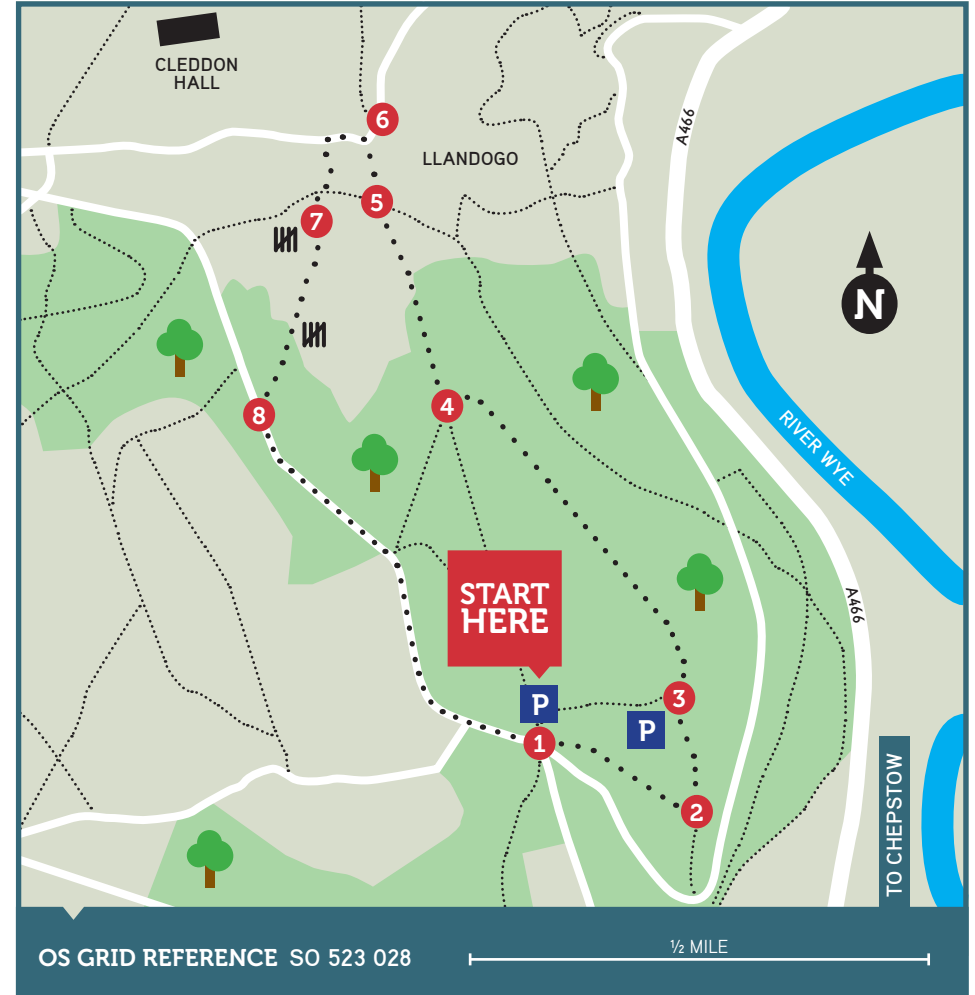 CLEDDON
HALL
6
A466
LLANDOGO
5
7
N
4
8
RIVER WYE
START
HERE
A466
3
P
P
1
2
TO CHEPSTOW
OS GRID REFERENCE SO 523 028
½ MILE